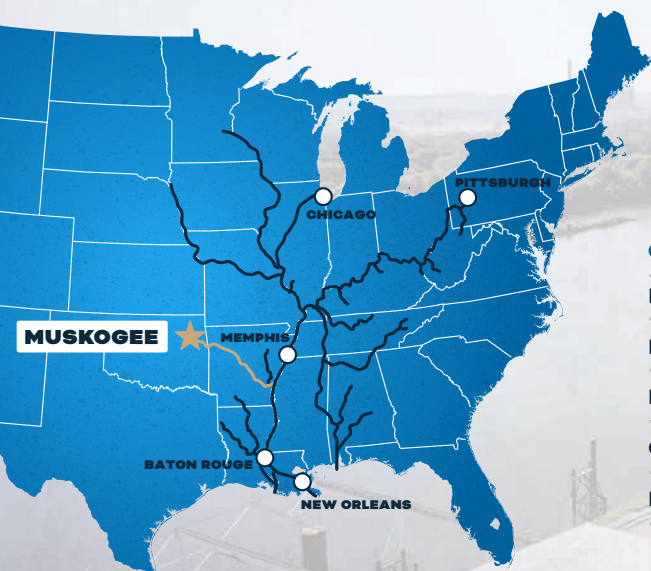 PITTSBURGH
CHICAGO
MUSKOGEE
MEMPHIS
BATON ROUGE
NEW ORLEANS